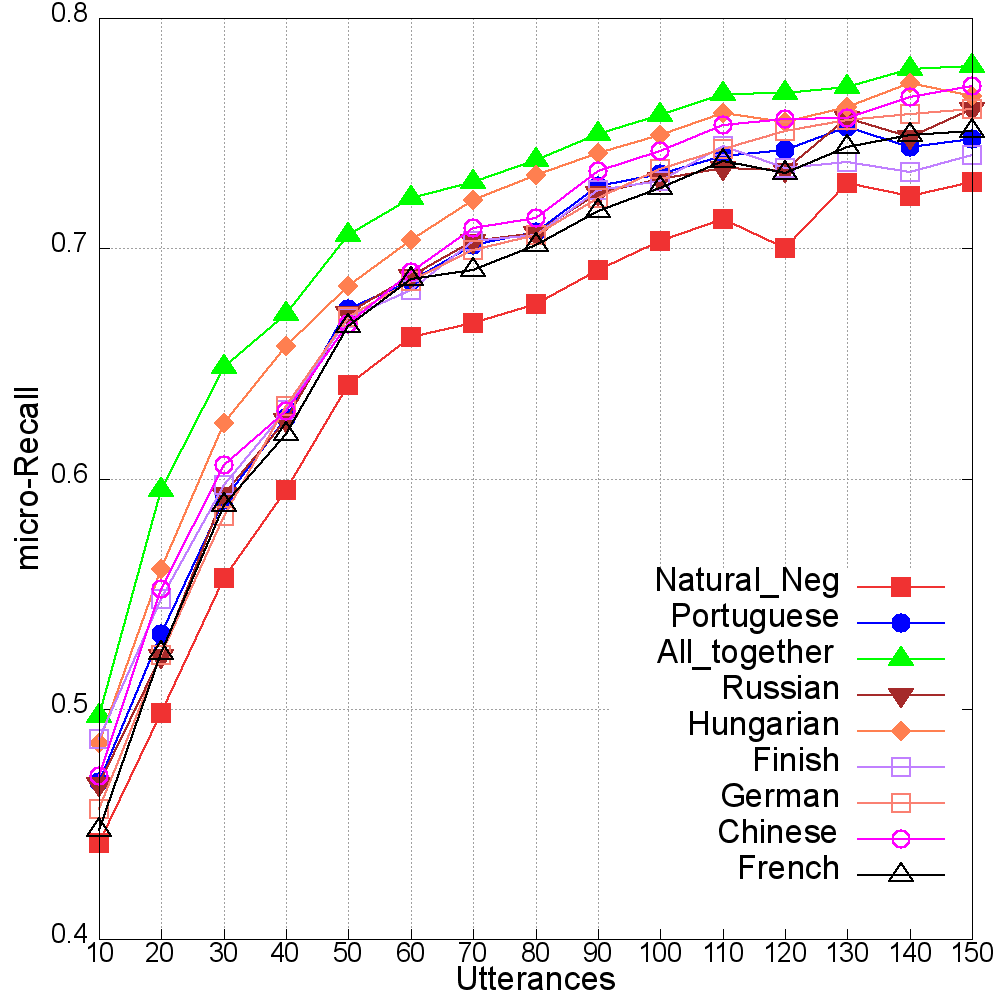 0.8
0.7
0.6
0.5
0.4
micro-Recall
Natural_Neg
Portuguese
All_together
Russian
Hungarian
Finish
German
Chinese
French
10 20 30 40 50 60 70 80 90 100 110 120 130 140 150
Utterances